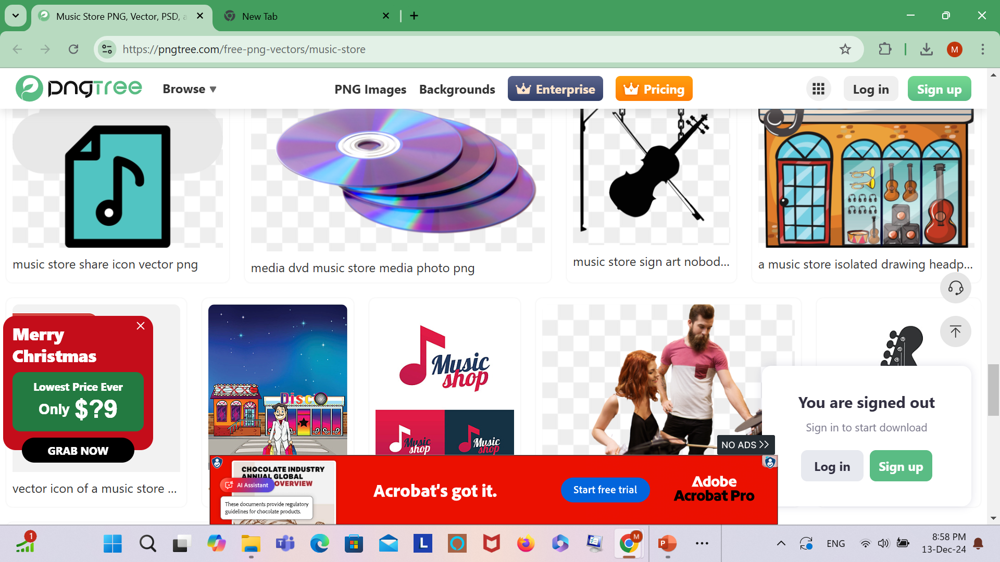 Music Store PNG, Vector, PSD, a
New Tab
https://pngtree.com/free-png-vectors/music-store
M
pngtree
Browse ▼
PNG Images
Backgrounds
Enterprise
Pricing
Log in
Sign up
music store share icon vector png
media dvd music store media photo png
music store sign art nobod...
a music store isolated drawing headp...
Merry
Christmas
Lowest Price Ever
Only $?9
GRAB NOW
vector icon of a music store ...
Disco
Music
shop
Music
shop
Music
shop
NO ADS
You are signed out
Sign in to start download
Log in
Sign up
CHOCOLATE INDUSTRY
ANNUAL GLOBAL
OVERVIEW
AI Assistant
These documents provide regulatory
guidelines for chocolate products.
Acrobat's got it.
Start free trial
Adobe
Acrobat Pro
1
T
L
M
P
ENG
8:58 PM
13-Dec-24